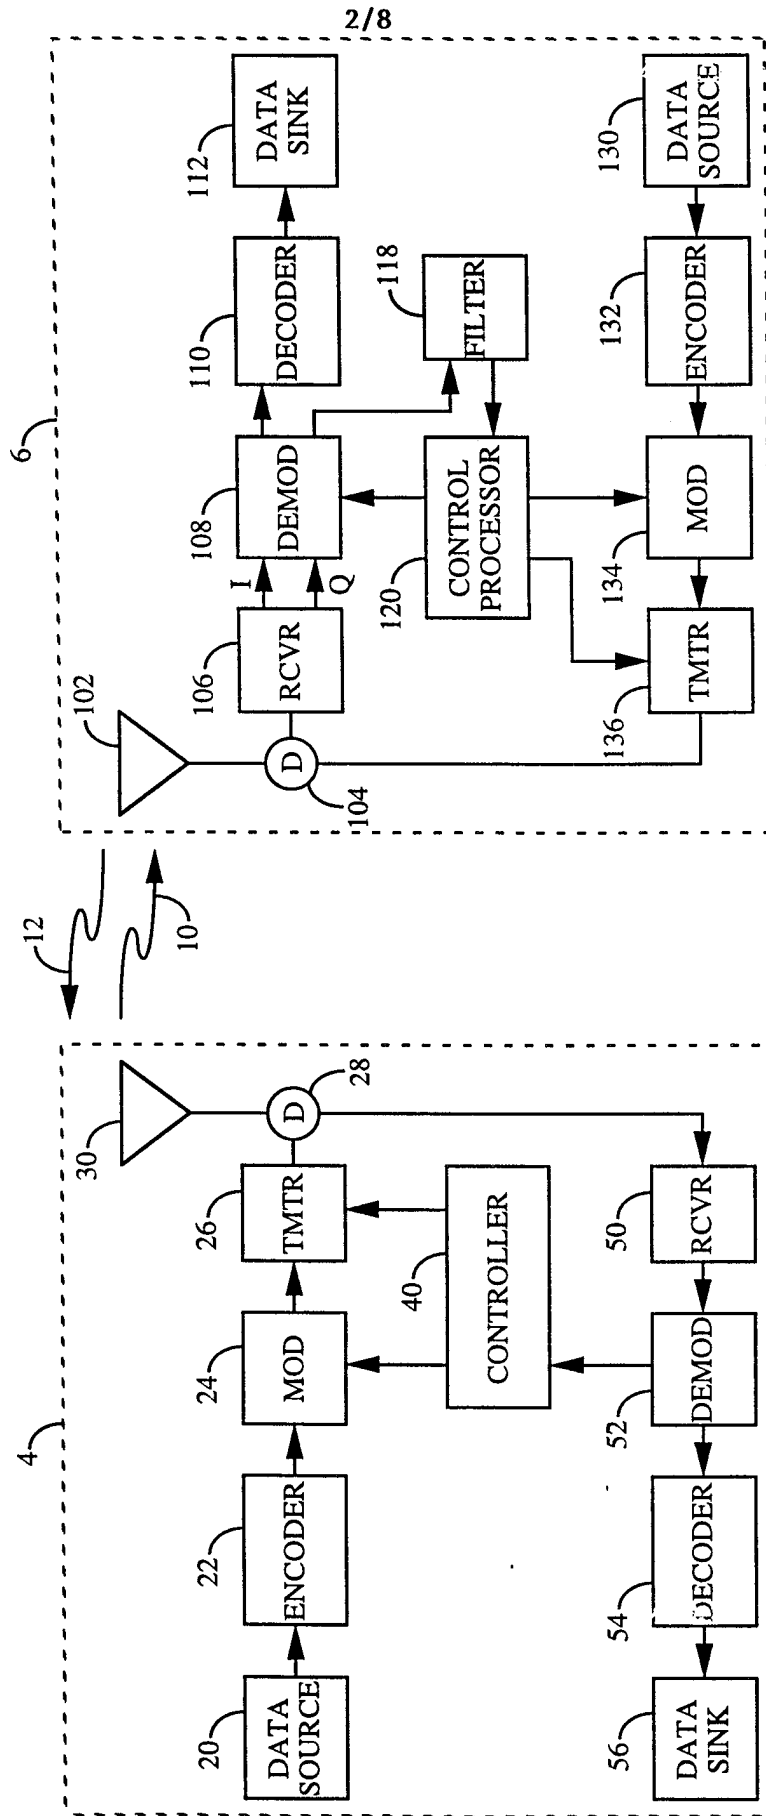 2/8
4
20
DATA
SOURCE
22
ENCODER
24
MOD
26
TMTR
30
D
28
40
CONTROLLER
50
RCVR
52
DEMOD
54
DECODER
56
DATA
SINK
12
10
6
102
D
104
106
RCVR
I
Q
108
DEMOD
110
DECODER
112
DATA
SINK
118
FILTER
120
CONTROL
PROCESSOR
130
DATA
SOURCE
132
ENCODER
134
MOD
136
TMTR